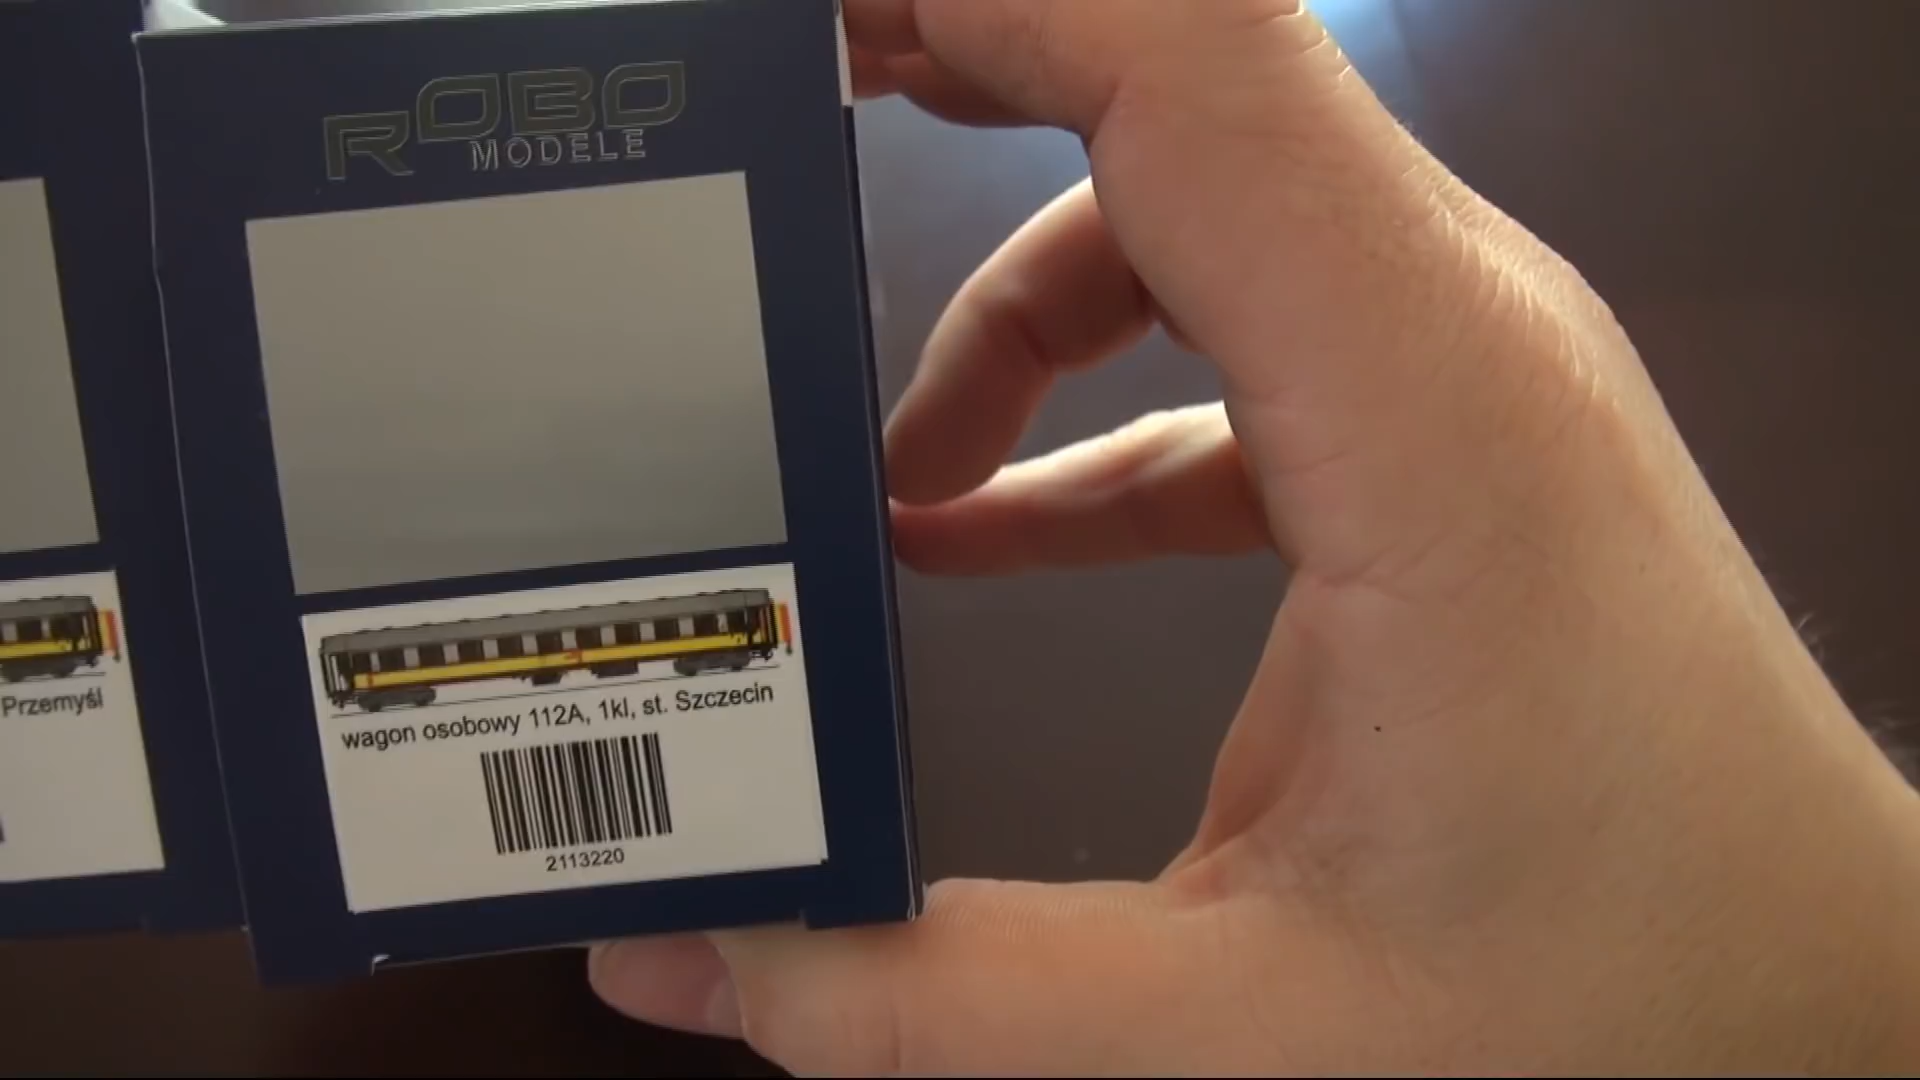 ROBO
MODELE
Przemyśl
wagon osobowy 112A, 1kl, st. Szczecin
2113220